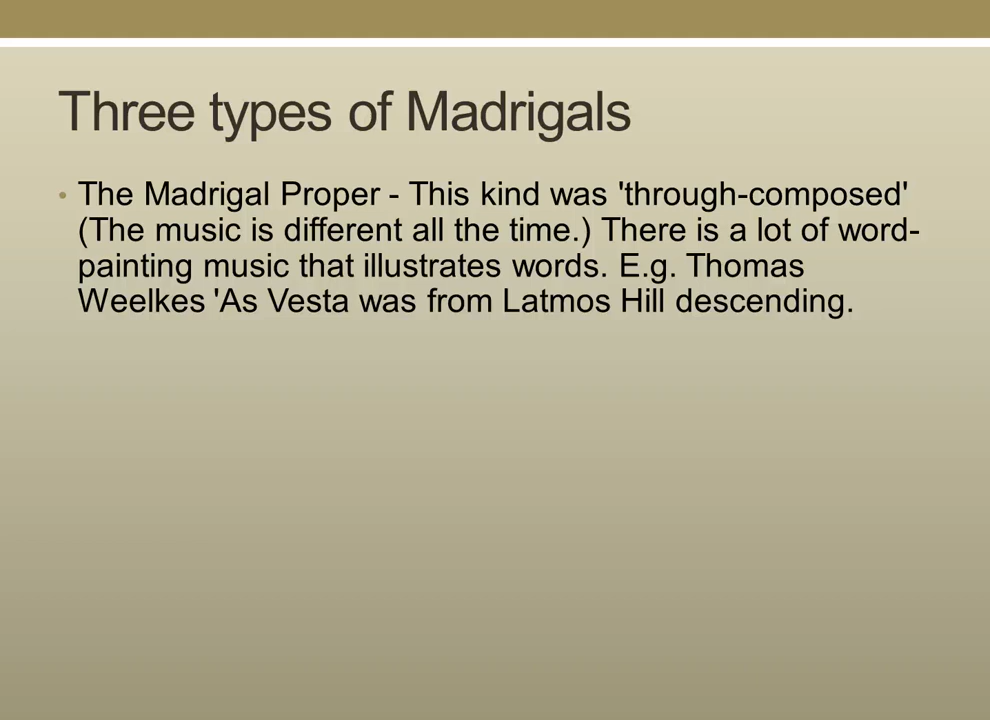 Three types of Madrigals
• The Madrigal Proper - This kind was 'through-composed'
(The music is different all the time.) There is a lot of word-
painting music that illustrates words. E.g. Thomas
Weelkes 'As Vesta was from Latmos Hill descending.